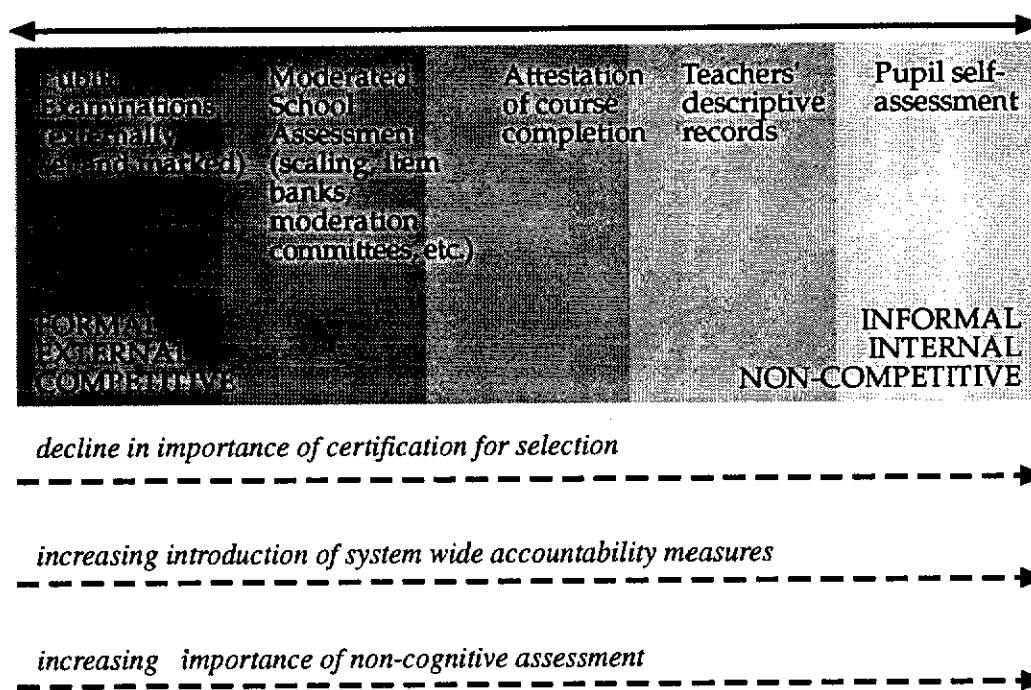 Public
Examinations
(externally
set and marked)
Moderated
School
Assessment
(scaling, Item
banks,
moderation
committees, etc.)
Attestation
of course
completion
Teachers'
descriptive
records
Pupil self-
assessment
FORMAL
EXTERNAL
COMPETITIVE
INFORMAL
INTERNAL
NON-COMPETITIVE
decline in importance of certification for selection
increasing introduction of system wide accountability measures
increasing importance of non-cognitive assessment